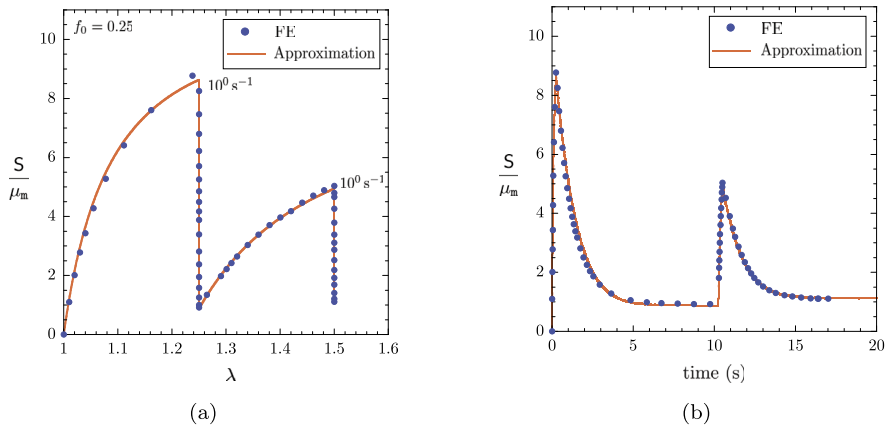 f₀ = 0.25
FE
Approximation
10⁰ s⁻¹
10⁰ s⁻¹
S/μₘ
10
8
6
4
2
0
1 1.1 1.2 1.3 1.4 1.5 1.6
λ
(a)
FE
Approximation
S/μₘ
10
8
6
4
2
0
0 5 10 15 20
time (s)
(b)